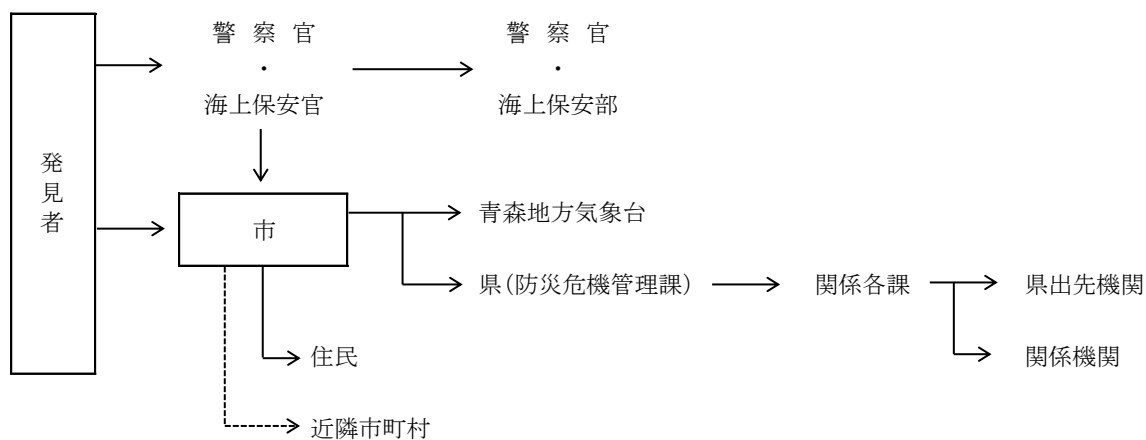 発見者
警察官
・
海上保安官
警察官
・
海上保安部
市
青森地方気象台
県(防災危機管理課)
関係各課
県出先機関
関係機関
住民
近隣市町村